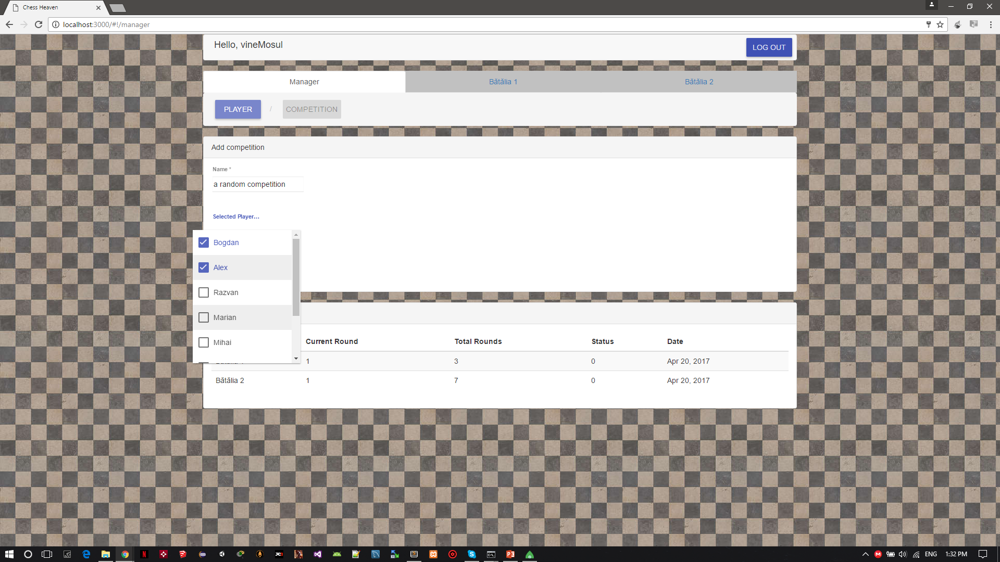 Chess Heaven
localhost:3000/#!/manager
Hello, vineMosul
LOG OUT
Manager
Bătălia 1
Bătălia 2
PLAYER
/
COMPETITION
Add competition
Name *
a random competition
Selected Player...
Bogdan
Alex
Razvan
Marian
Mihai
Current Round Total Rounds Status Date
1 3 0 Apr 20, 2017
Bătălia 2 1 7 0 Apr 20, 2017
JC3
ENG
1:32 PM